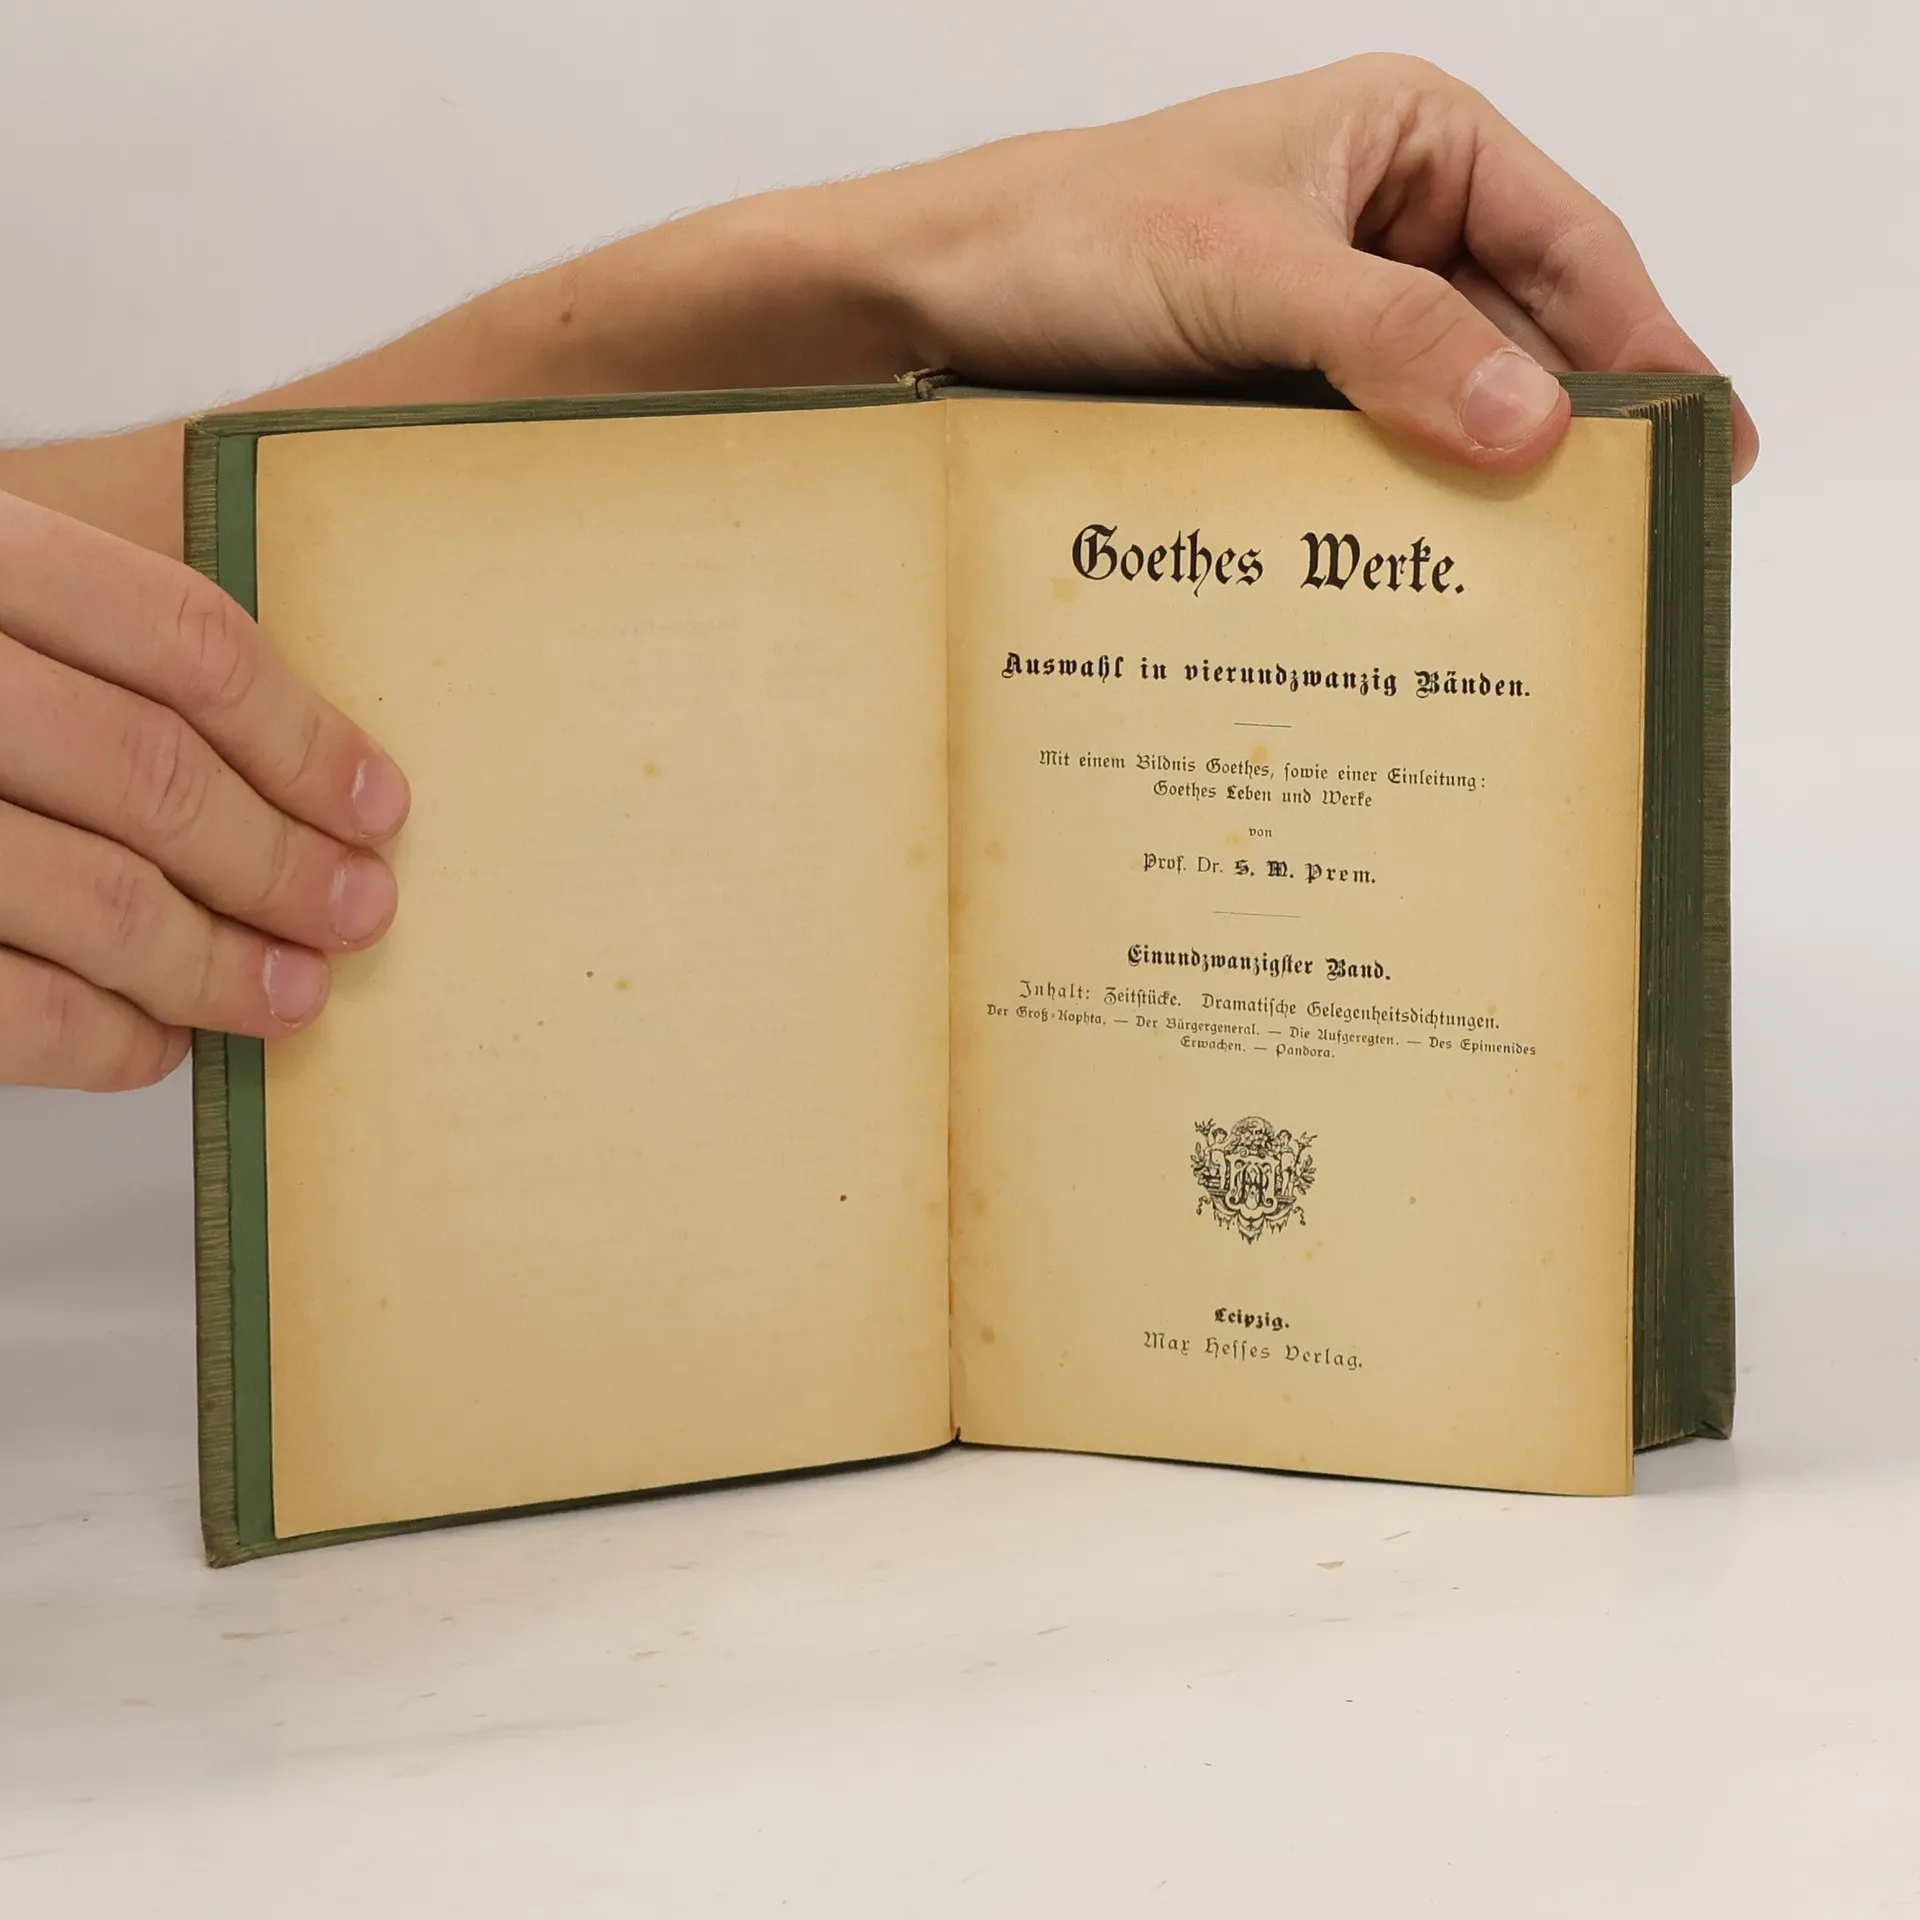 Goethes Werke.
Auswahl in vierundzwanzig Bänden.
Mit einem Bildnis Goethes, sowie einer Einleitung:
Goethes Leben und Werke
von
Prof. Dr. S. M. Prem.
Einundzwanzigster Band.
Inhalt: Zeitstücke. Dramatische Gelegenheitsdichtungen.
Der Groß-Kophta. — Der Bürgergeneral. — Die Aufgeregten. — Des Epimenides
Erwachen. — Pandora.
Leipzig.
Max Hesses Verlag.